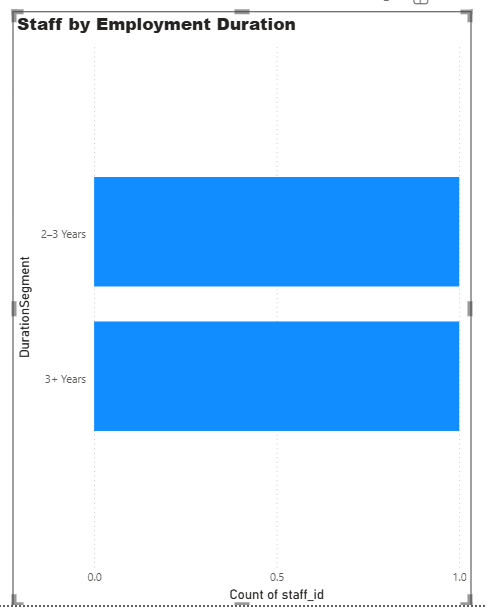 Staff by Employment Duration
DurationSegment
2–3 Years
3+ Years
0.0
0.5
1.0
Count of staff_id